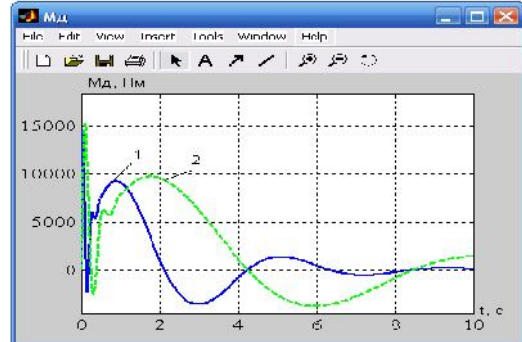 Мд
File Edit View Insert Tools Window Help
Мд, Нм
15000
10000
5000
0
1
2
0 2 4 6 8 10
t, c